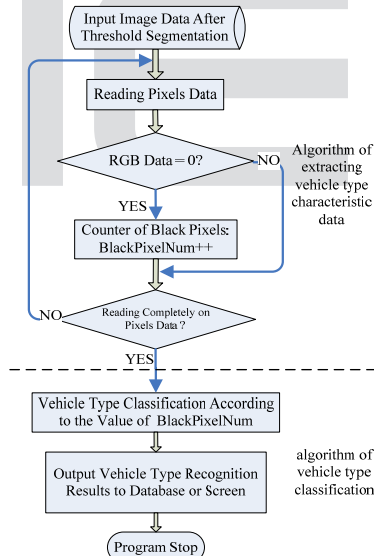 Input Image Data After
Threshold Segmentation
Reading Pixels Data
RGB Data=0?
NO
YES
Algorithm of
extracting
vehicle type
characteristic
data
Counter of Black Pixels:
BlackPixelNum++
Reading Completely on
Pixels Data?
NO
YES
Vehicle Type Classification According
to the Value of BlackPixelNum
Output Vehicle Type Recognition
Results to Database or Screen
algorithm of
vehicle type
classification
Program Stop